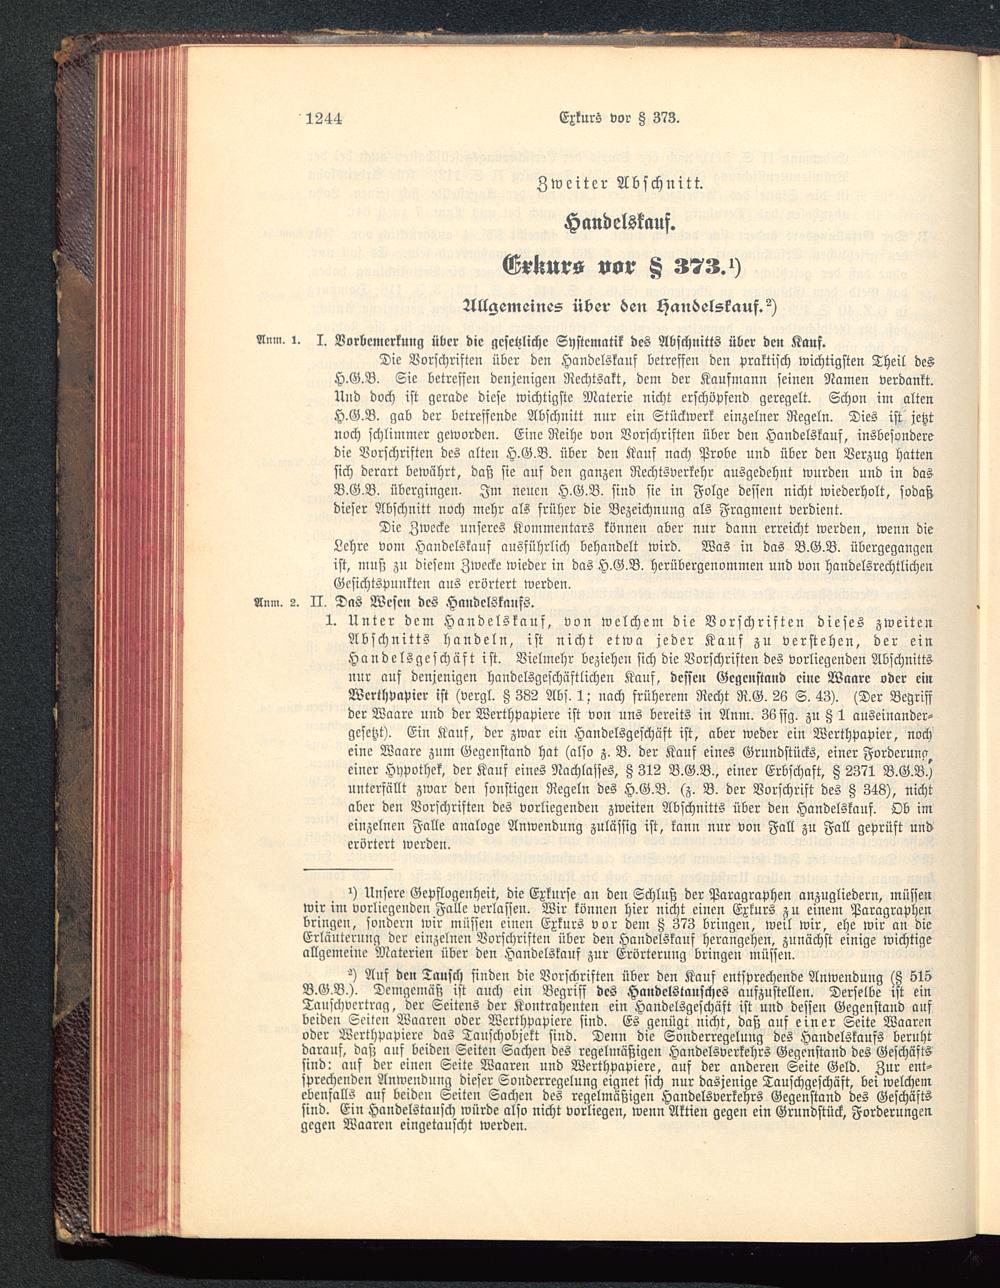 1244
Exkurs vor § 373.
Zweiter Abschnitt.
Handelskauf.
Exkurs vor § 373.¹)
Allgemeines über den Handelskauf.²)
Anm. 1. I. Vorbemerkung über die gesetzliche Systematik des Abschnitts über den Kauf.
Die Vorschriften über den Handelskauf betreffen den praktisch wichtigsten Theil des
H.G.B. Sie betreffen denjenigen Rechtsakt, dem der Kaufmann seinen Namen verdankt.
Und doch ist gerade diese wichtigste Materie nicht erschöpfend geregelt. Schon im alten
H.G.B. gab der betreffende Abschnitt nur ein Stückwerk einzelner Regeln. Dies ist jetzt
noch schlimmer geworden. Eine Reihe von Vorschriften über den Handelskauf, insbesondere
die Vorschriften des alten H.G.B. über den Kauf nach Probe und über den Verzug hatten
sich derart bewährt, daß sie auf den ganzen Rechtsverkehr ausgedehnt wurden und in das
B.G.B. übergingen. Im neuen H.G.B. sind sie in Folge dessen nicht wiederholt, sodaß
dieser Abschnitt noch mehr als früher die Bezeichnung als Fragment verdient.
Die Zwecke unseres Kommentars können aber nur dann erreicht werden, wenn die
Lehre vom Handelskauf ausführlich behandelt wird. Was in das B.G.B. übergegangen
ist, muß zu diesem Zwecke wieder in das H.G.B. herübergenommen und von handelsrechtlichen
Gesichtspunkten aus erörtert werden.
Anm. 2. II. Das Wesen des Handelskaufs.
1. Unter dem Handelskauf, von welchem die Vorschriften dieses zweiten
Abschnitts handeln, ist nicht etwa jeder Kauf zu verstehen, der ein
Handelsgeschäft ist. Vielmehr beziehen sich die Vorschriften des vorliegenden Abschnitts
nur auf denjenigen handelsgeschäftlichen Kauf, dessen Gegenstand eine Waare oder ein
Werthpapier ist (vergl. § 382 Abs. 1; nach früherem Recht R.G. 26 S. 43). (Der Begriff
der Waare und der Werthpapiere ist von uns bereits in Anm. 36 ffg. zu § 1 auseinander-
gesetzt). Ein Kauf, der zwar ein Handelsgeschäft ist, aber weder ein Werthpapier, noch
eine Waare zum Gegenstand hat (also z. B. der Kauf eines Grundstücks, einer Forderung,
einer Hypothek, der Kauf eines Nachlasses, § 312 B.G.B., einer Erbschaft, § 2371 B.G.B.)
unterfällt zwar den sonstigen Regeln des H.G.B. (z. B. der Vorschrift des § 348), nicht
aber den Vorschriften des vorliegenden zweiten Abschnitts über den Handelskauf. Ob im
einzelnen Falle analoge Anwendung zulässig ist, kann nur von Fall zu Fall geprüft und
erörtert werden.
¹) Unsere Gepflogenheit, die Exkurse an den Schluß der Paragraphen anzugliedern, müssen
wir im vorliegenden Falle verlassen. Wir können hier nicht einen Exkurs zu einem Paragraphen
bringen, sondern wir müssen einen Exkurs vor dem § 373 bringen, weil wir, ehe wir an die
Erläuterung der einzelnen Vorschriften über den Handelskauf herangehen, zunächst einige wichtige
allgemeine Materien über den Handelskauf zur Erörterung bringen müssen.
²) Auf den Tausch finden die Vorschriften über den Kauf entsprechende Anwendung (§ 515
B.G.B.). Demgemäß ist auch ein Begriff des Handelstausches aufzustellen. Derselbe ist ein
Tauschvertrag, der Seitens der Kontrahenten ein Handelsgeschäft ist und dessen Gegenstand auf
beiden Seiten Waaren oder Werthpapiere sind. Es genügt nicht, daß auf einer Seite Waaren
oder Werthpapiere das Tauschobjekt sind. Denn die Sonderregelung des Handelskaufs beruht
darauf, daß auf beiden Seiten Sachen des regelmäßigen Handelsverkehrs Gegenstand des Geschäfts
sind: auf der einen Seite Waaren und Werthpapiere, auf der anderen Seite Geld. Zur ent-
sprechenden Anwendung dieser Sonderregelung eignet sich nur dasjenige Tauschgeschäft, bei welchem
ebenfalls auf beiden Seiten Sachen des regelmäßigen Handelsverkehrs Gegenstand des Geschäfts
sind. Ein Handelstausch würde also nicht vorliegen, wenn Aktien gegen ein Grundstück, Forderungen
gegen Waaren eingetauscht werden.